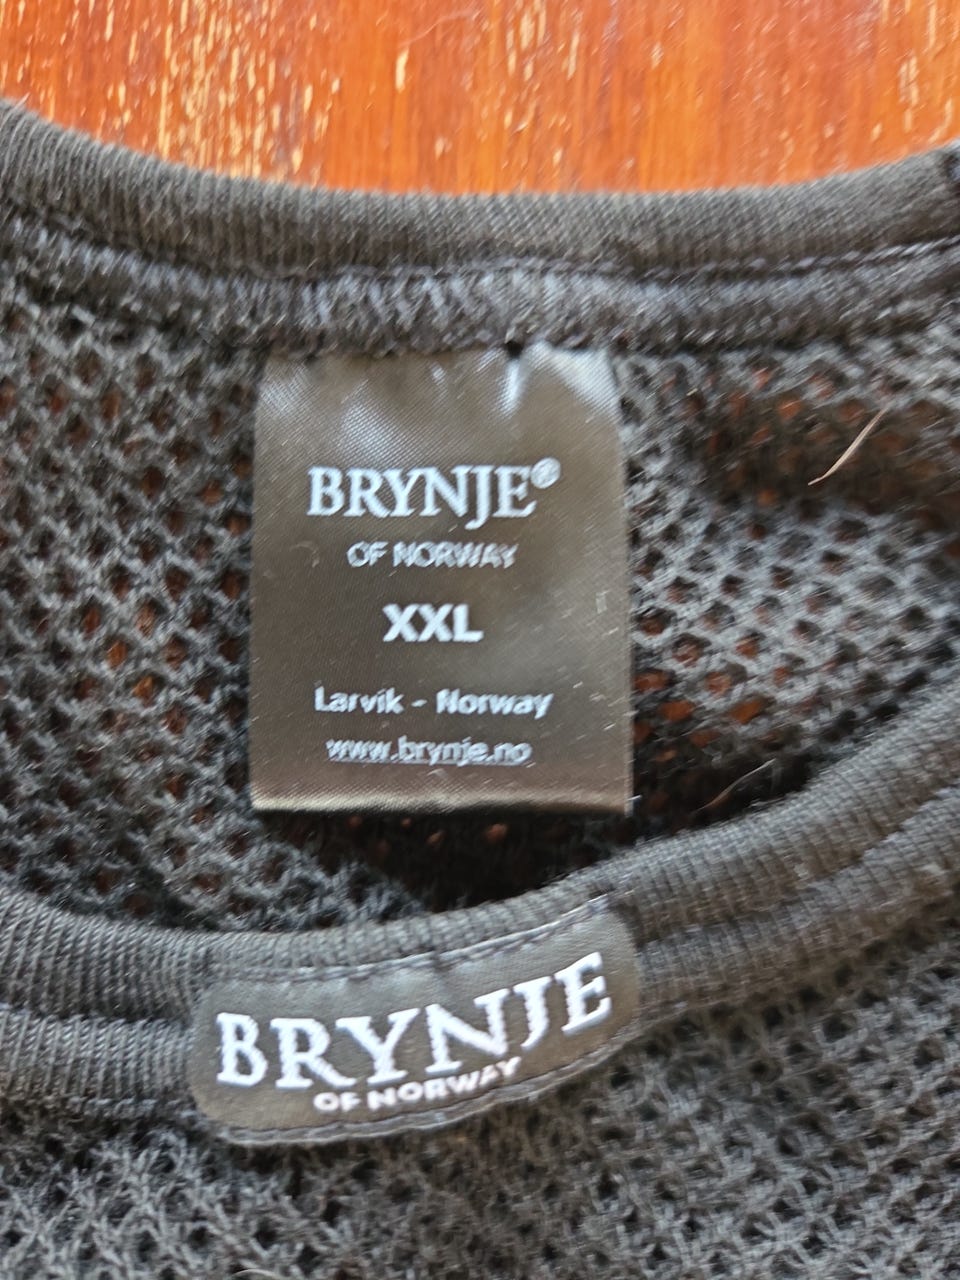 BRYNJE®
OF NORWAY
XXL
Larvik - Norway
www.brynje.no
BRYNJE
OF NORWAY